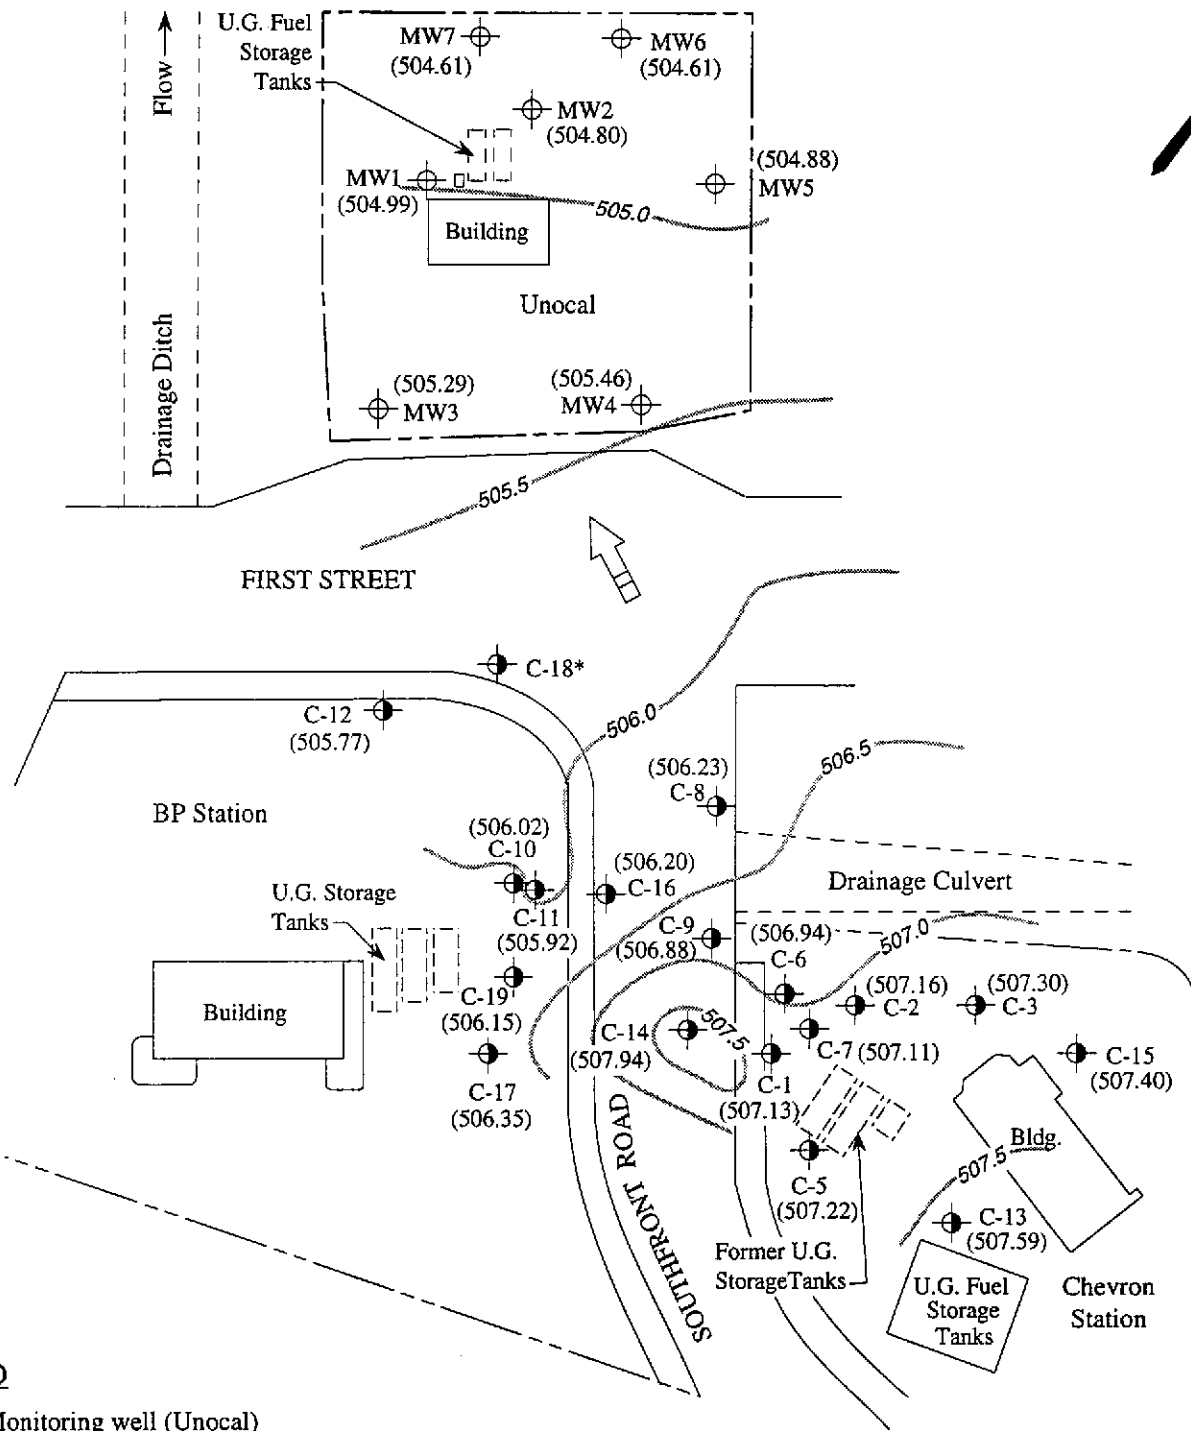 U.G. Fuel
Storage
Tanks
Flow
MW7
(504.61)
MW6
(504.61)
MW2
(504.80)
MW1
(504.99)
(504.88)
MW5
505.0
Building
Unocal
Drainage Ditch
(505.29)
MW3
(505.46)
MW4
505.5
FIRST STREET
C-18*
C-12
(505.77)
506.0
506.5
(506.23)
C-8
BP Station
(506.02)
C-10
(506.20)
C-16
Drainage Culvert
U.G. Storage
Tanks
C-11
(505.92)
C-9
(506.88)
(506.94)
C-6
507.0
Building
C-19
(506.15)
(507.16)
C-2
(507.30)
C-3
C-14
(507.94)
507.5
C-7 (507.11)
C-17
(506.35)
C-1
(507.13)
C-15
(507.40)
Bldg.
507.5
C-5
(507.22)
C-13
(507.59)
SOUTHFRONT ROAD
Former U.G.
StorageTanks
U.G. Fuel
Storage
Tanks
Chevron
Station
D
Monitoring well (Unocal)